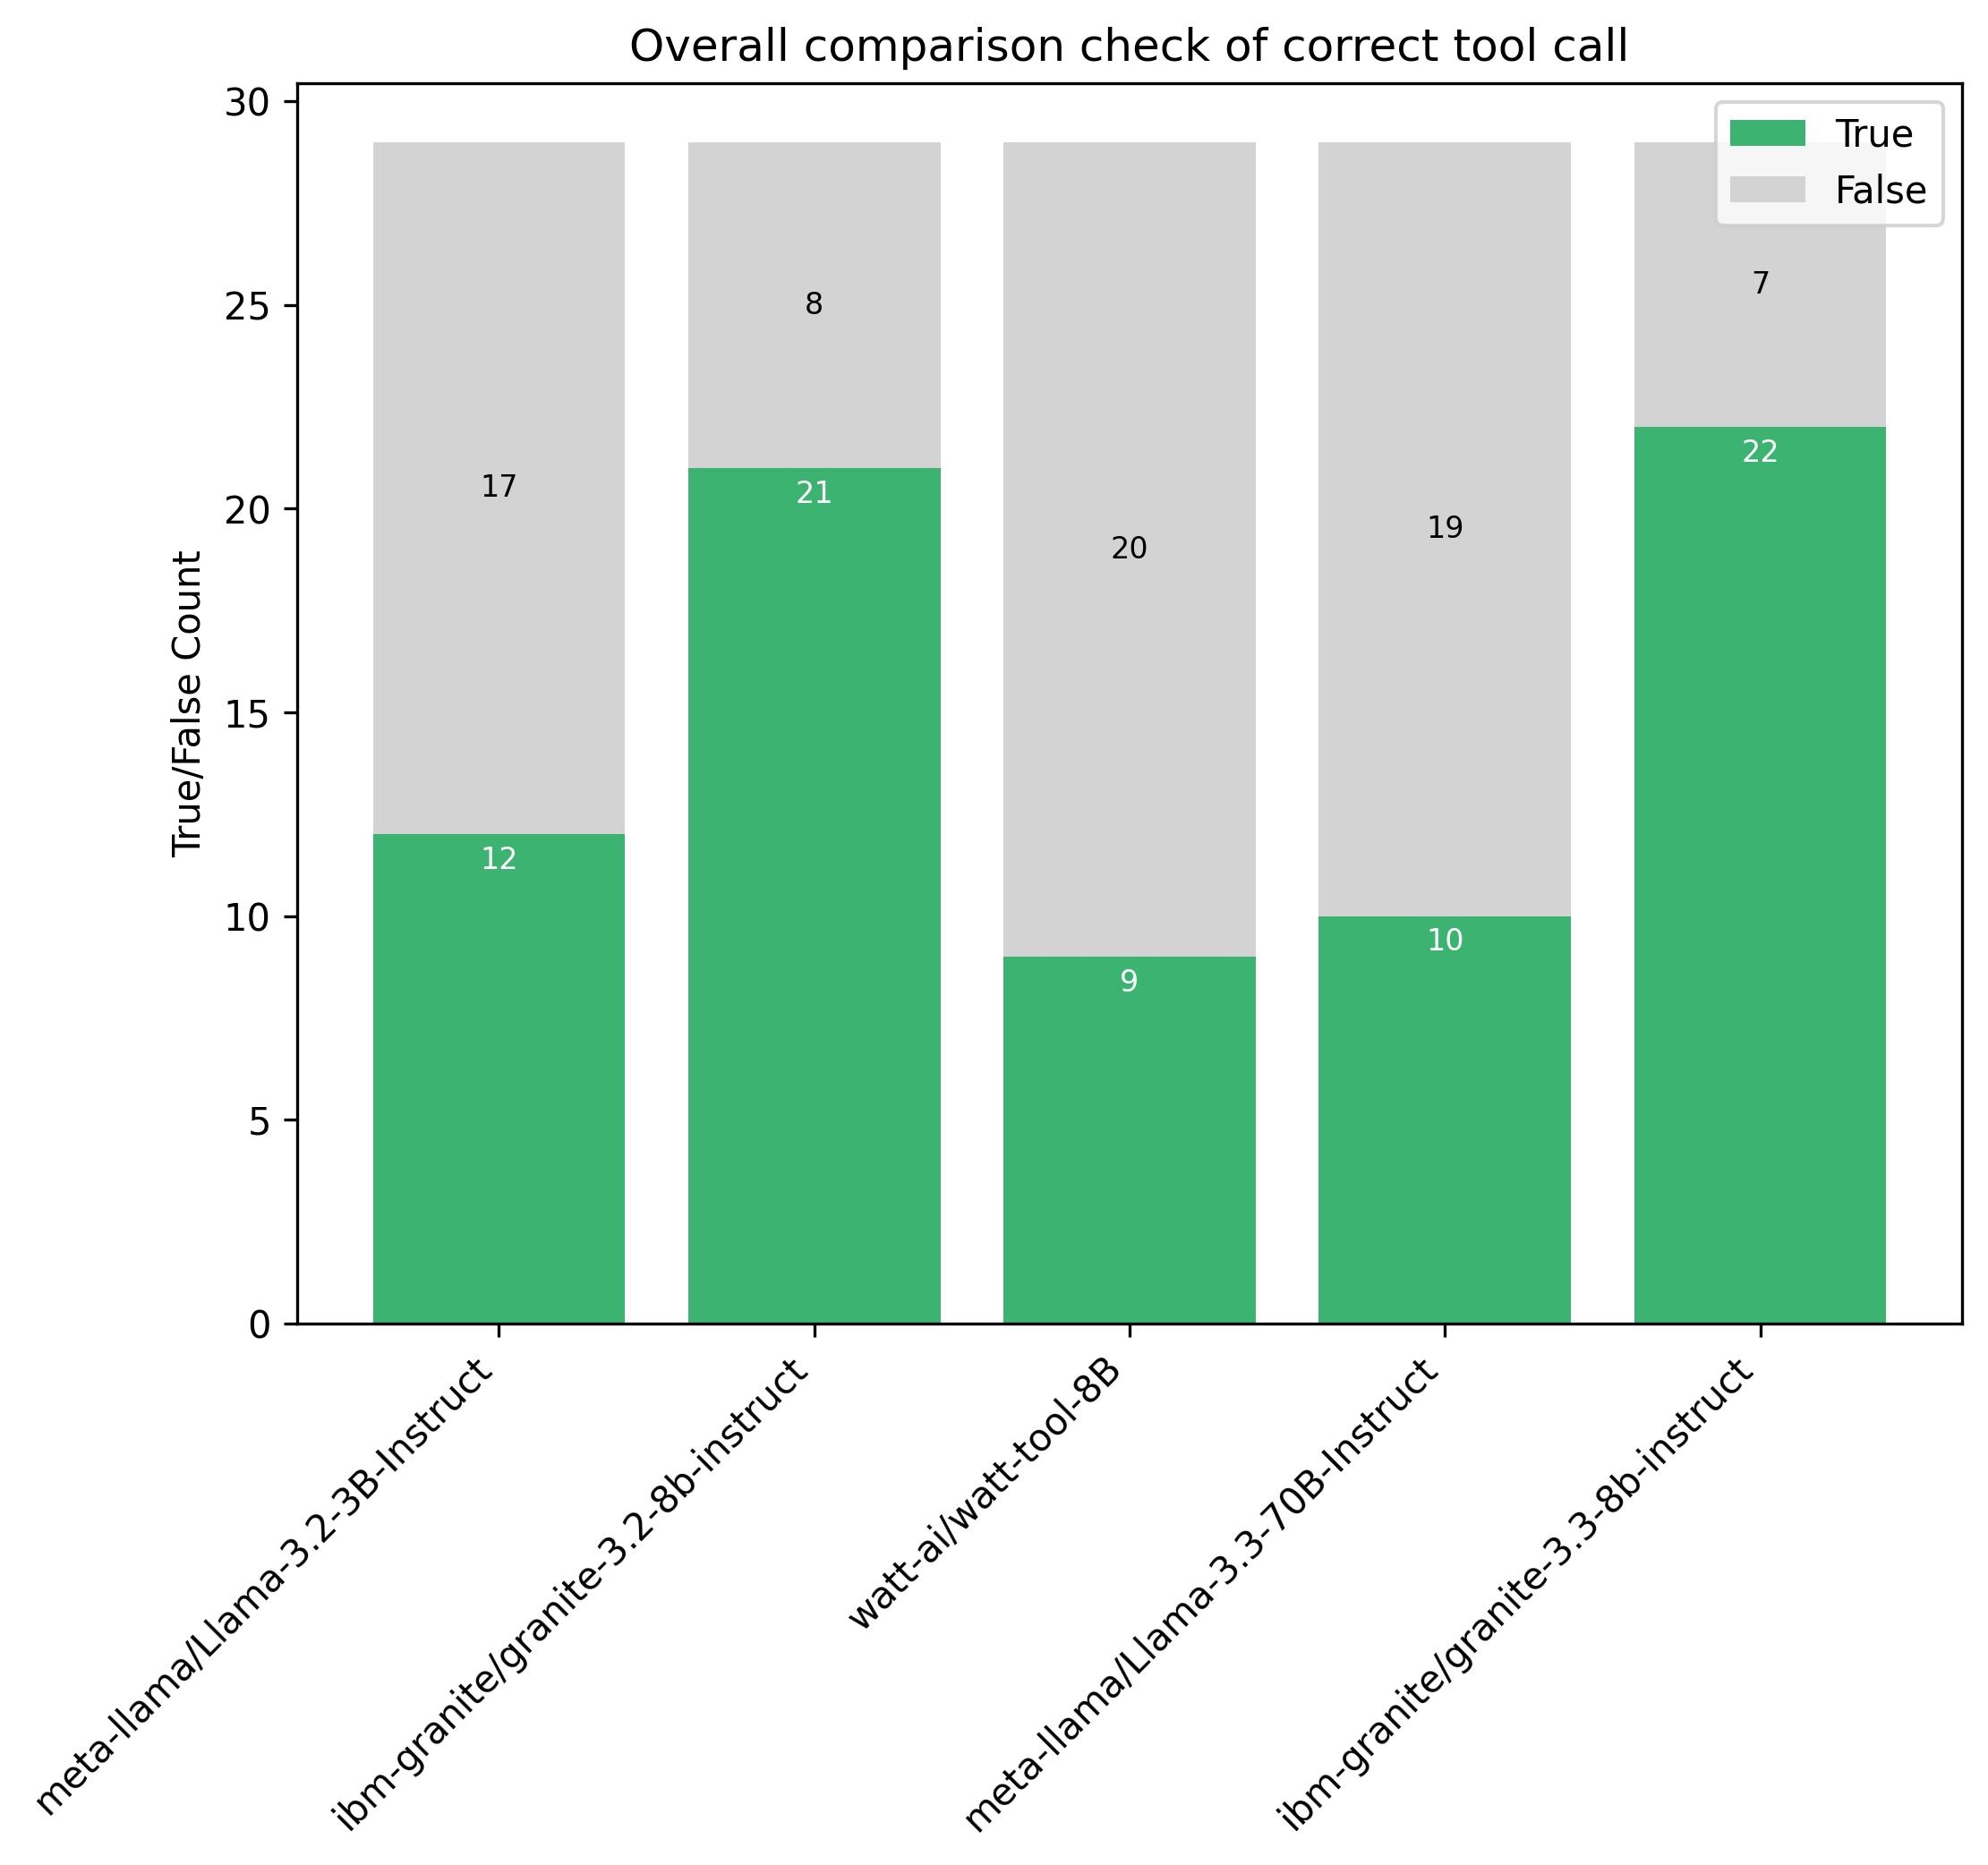 Overall comparison check of correct tool call
True
False
True/False Count
30
25
20
15
10
5
0
17
12
8
21
20
9
19
10
7
22
meta-llama/Llama-3.2-3B-Instruct
ibm-granite/granite-3.2-8b-instruct
watt-ai/watt-tool-8B
meta-llama/Llama-3.3-70B-Instruct
ibm-granite/granite-3.3-8b-instruct